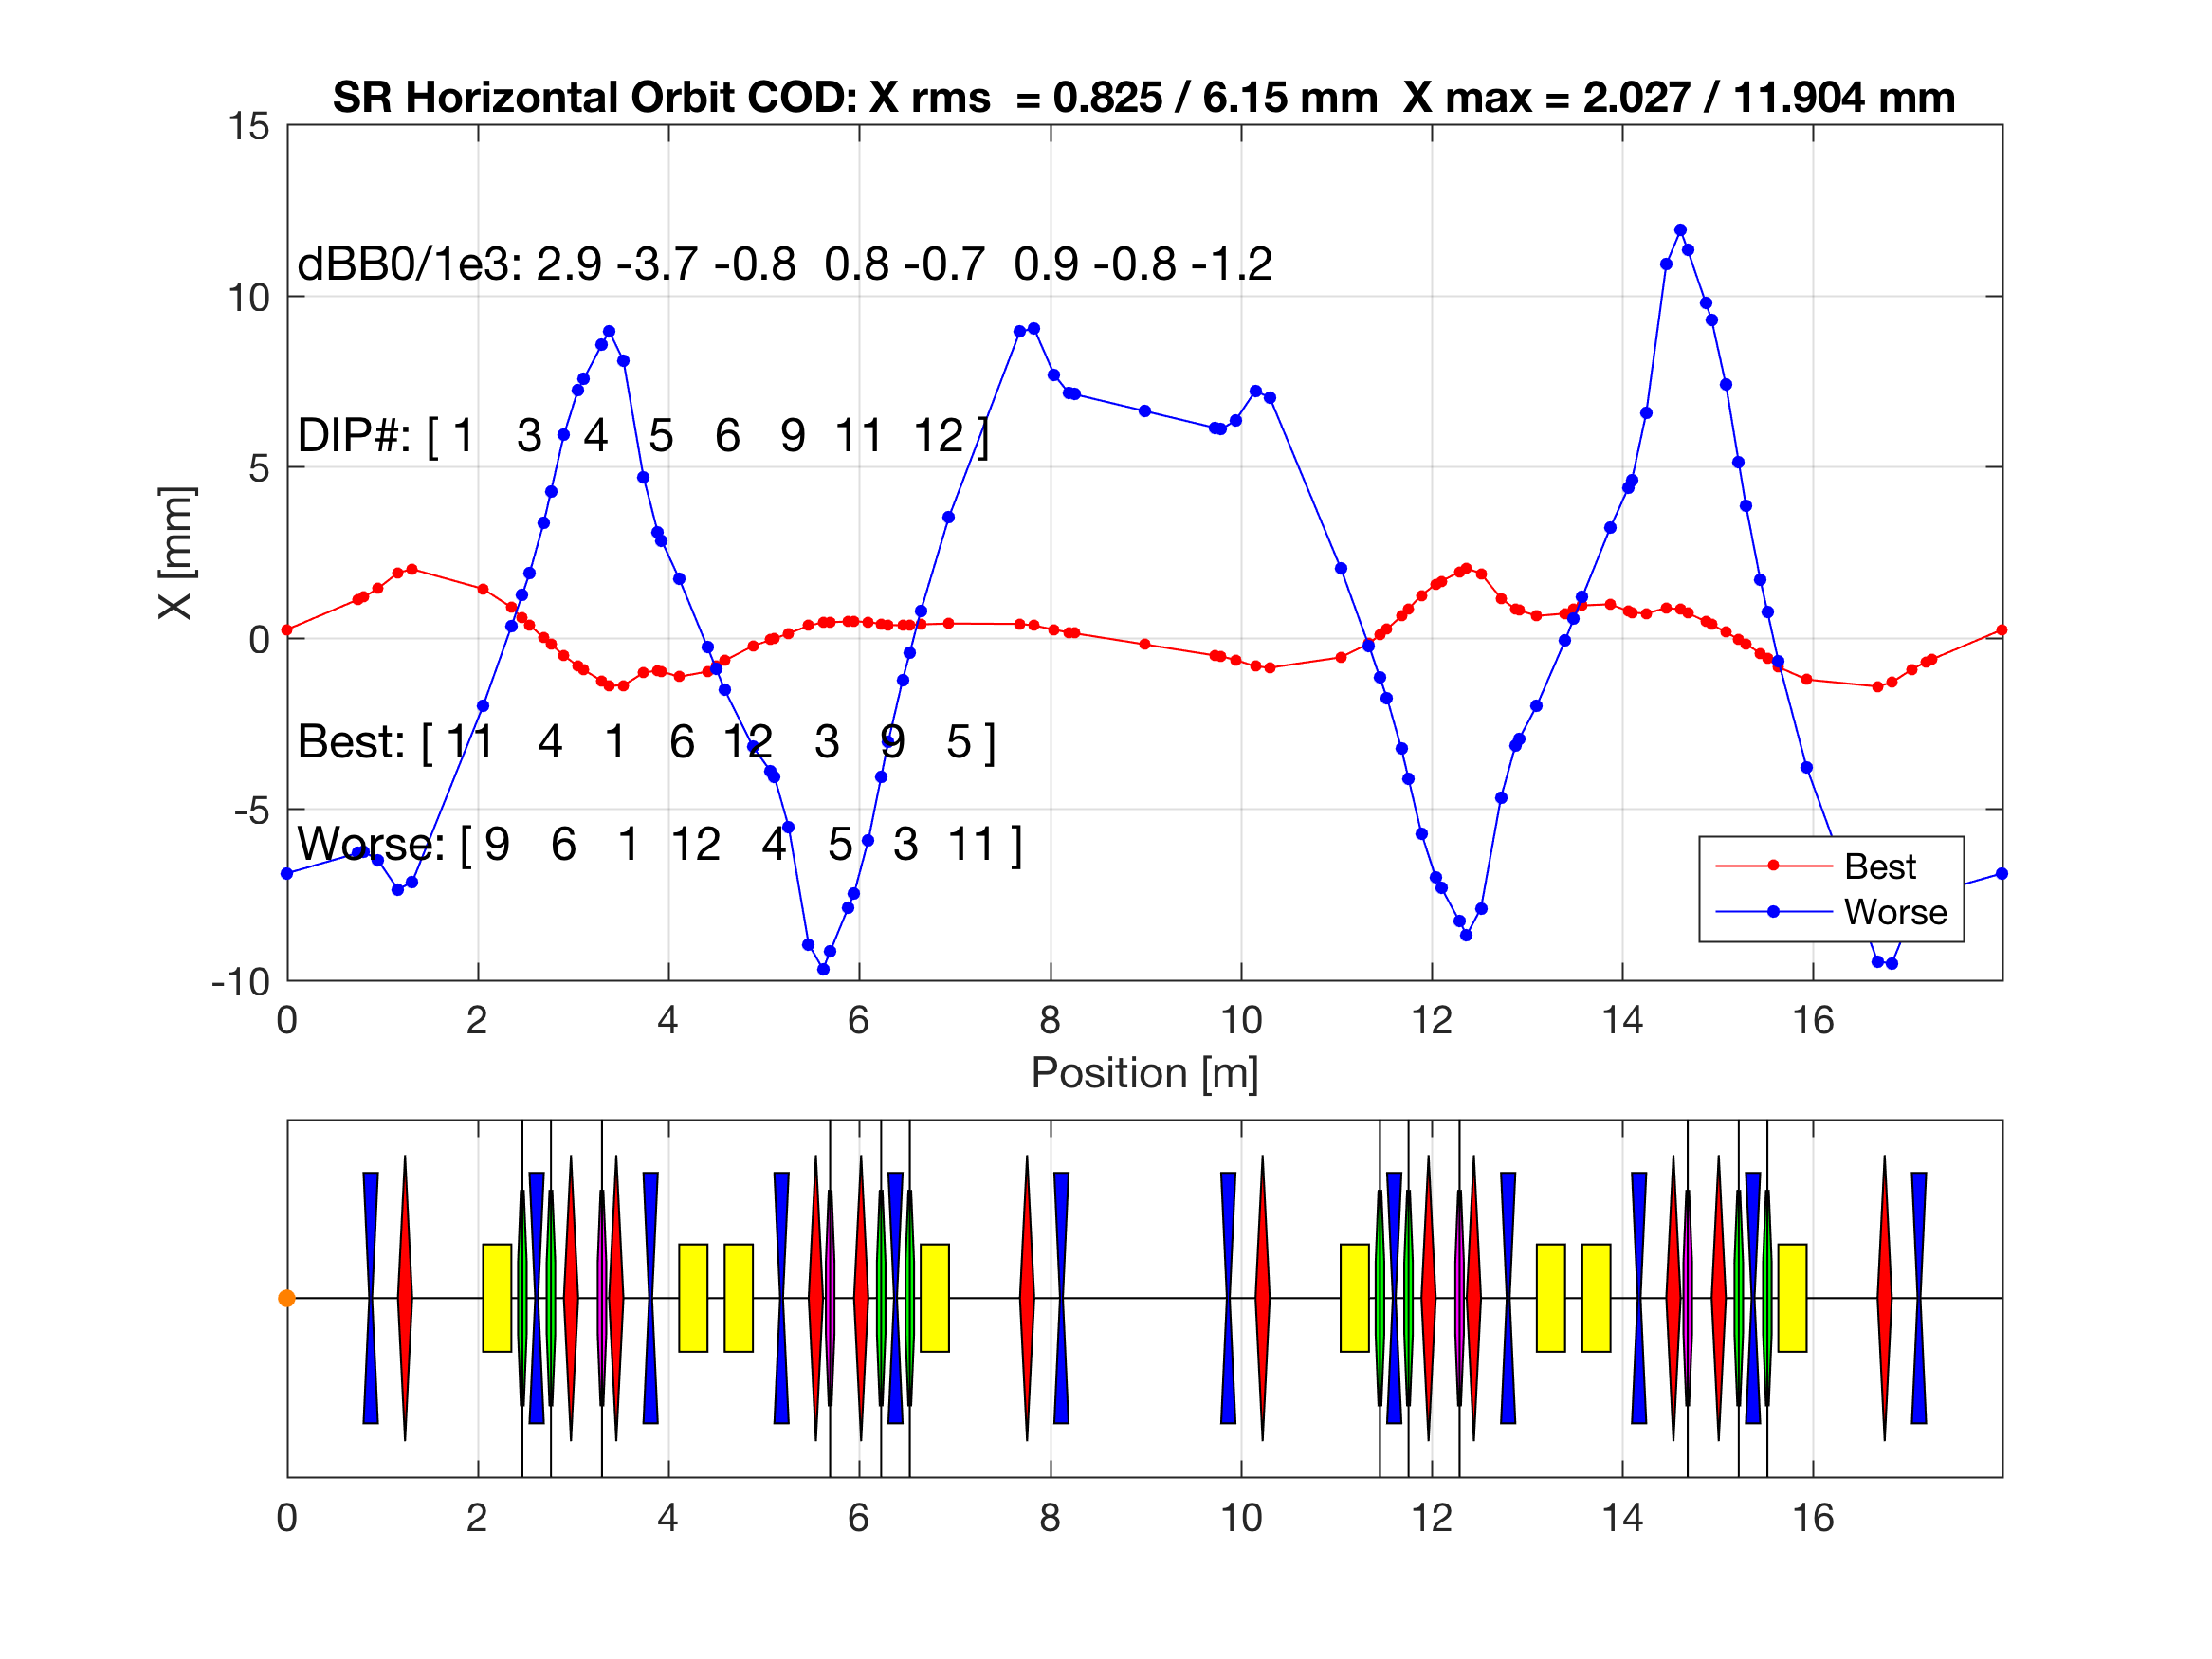 SR Horizontal Orbit COD: X rms  = 0.825 / 6.15 mm  X max = 2.027 / 11.904 mm
15
dBB0/1e3: 2.9 -3.7 -0.8  0.8 -0.7  0.9 -0.8 -1.2
10
DIP#: [ 1   3   4   5   6   9   11   12 ]
5
X [mm]
0
Best: [ 11   4   1   6   12   3   9   5 ]
-5
Worse: [ 9   6   1   12   4   5   3   11 ]
Best
Worse
-10
0 2 4 6 8 10 12 14 16
Position [m]
0 2 4 6 8 10 12 14 16